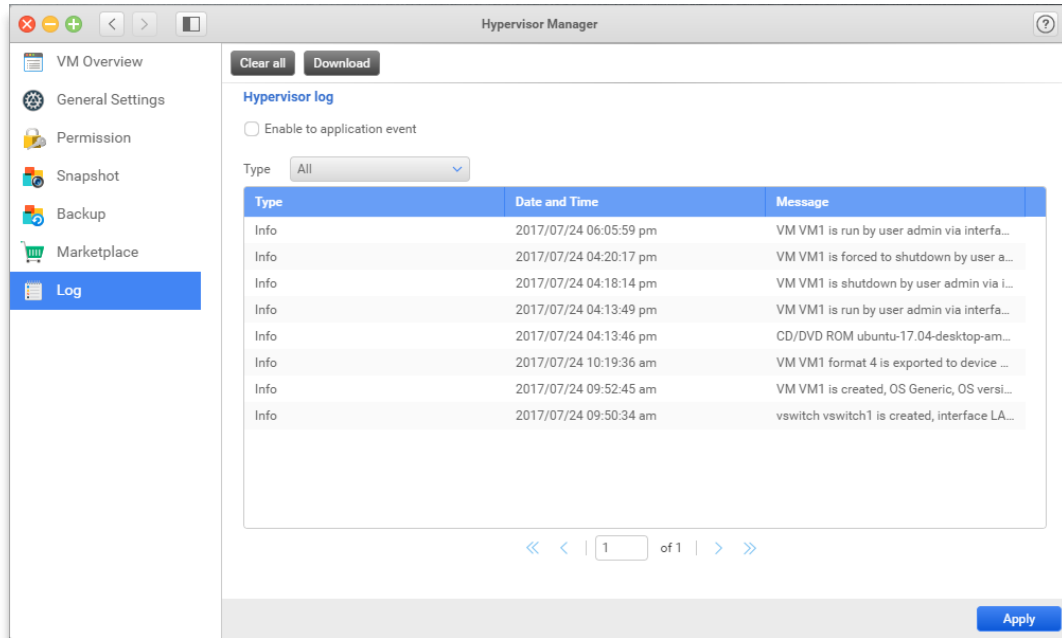 Hypervisor Manager
VM Overview
General Settings
Permission
Snapshot
Backup
Marketplace
Log
Clear all Download
Hypervisor log
Enable to application event
Type All
Type Date and Time Message
Info 2017/07/24 06:05:59 pm VM VM1 is run by user admin via interfa...
Info 2017/07/24 04:20:17 pm VM VM1 is forced to shutdown by user a...
Info 2017/07/24 04:18:14 pm VM VM1 is shutdown by user admin via i...
Info 2017/07/24 04:13:49 pm VM VM1 is run by user admin via interfa...
Info 2017/07/24 04:13:46 pm CD/DVD ROM ubuntu-17.04-desktop-am...
Info 2017/07/24 10:19:36 am VM VM1 format 4 is exported to device ...
Info 2017/07/24 09:52:45 am VM VM1 is created, OS Generic, OS versi...
Info 2017/07/24 09:50:34 am vswitch vswitch1 is created, interface LA...
1 of 1
Apply